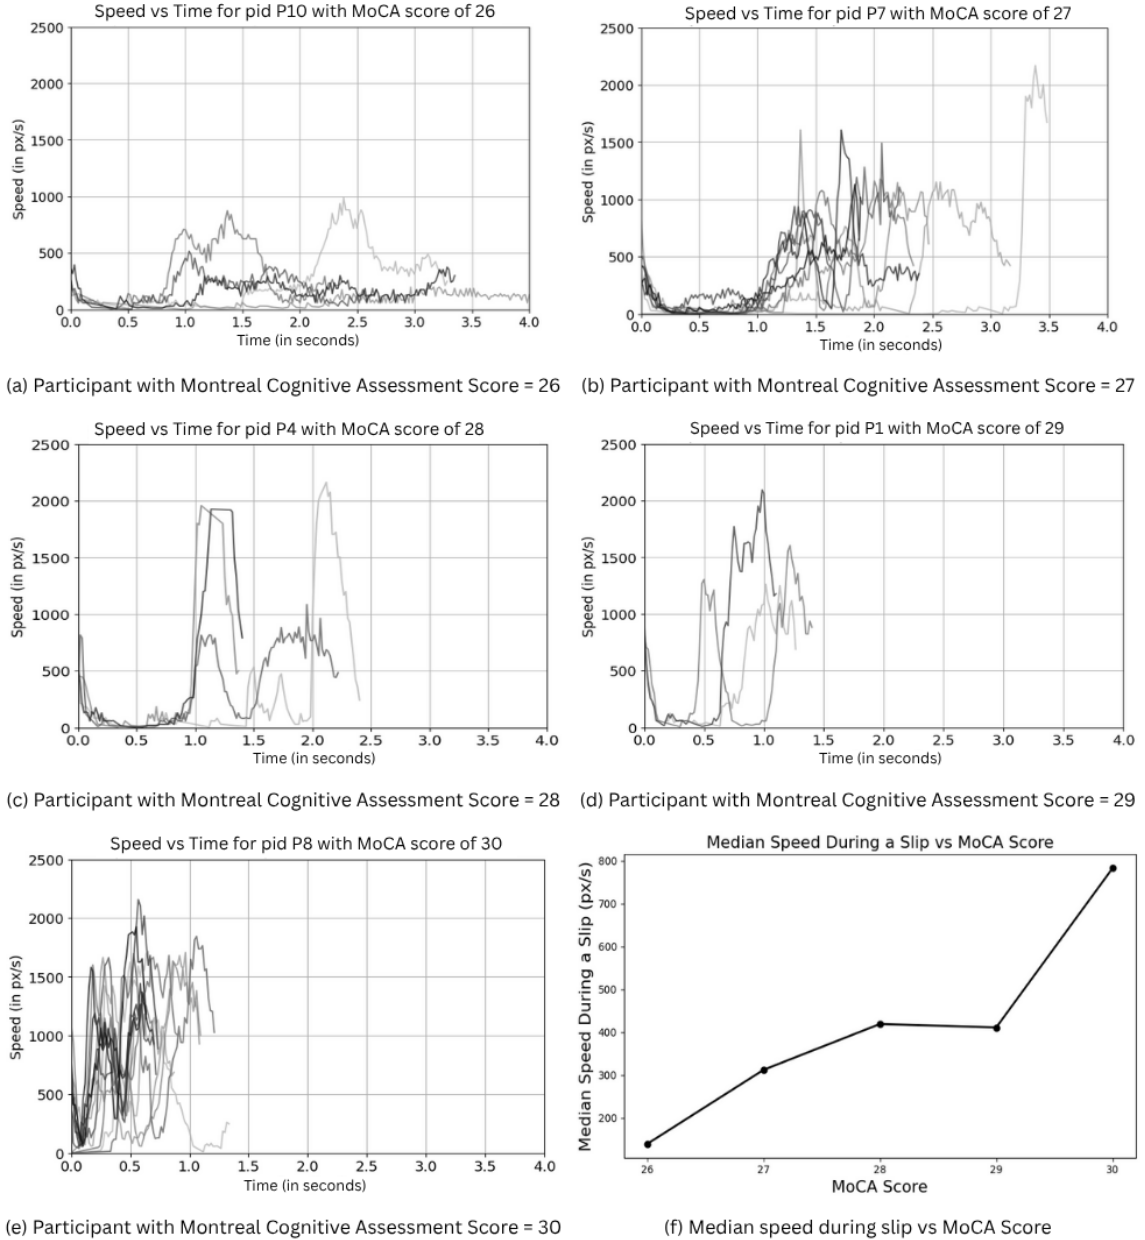 Speed vs Time for pid P10 with MoCA score of 26
2500
2000
1500
1000
500
0
Speed (in px/s)
0.0 0.5 1.0 1.5 2.0 2.5 3.0 3.5 4.0
Time (in seconds)
(a) Participant with Montreal Cognitive Assessment Score = 26
Speed vs Time for pid P7 with MoCA score of 27
2500
2000
1500
1000
500
0
Speed (in px/s)
0.0 0.5 1.0 1.5 2.0 2.5 3.0 3.5 4.0
Time (in seconds)
(b) Participant with Montreal Cognitive Assessment Score = 27
Speed vs Time for pid P4 with MoCA score of 28
2500
2000
1500
1000
500
0
Speed (in px/s)
0.0 0.5 1.0 1.5 2.0 2.5 3.0 3.5 4.0
Time (in seconds)
(c) Participant with Montreal Cognitive Assessment Score = 28
Speed vs Time for pid P1 with MoCA score of 29
2500
2000
1500
1000
500
0
Speed (in px/s)
0.0 0.5 1.0 1.5 2.0 2.5 3.0 3.5 4.0
Time (in seconds)
(d) Participant with Montreal Cognitive Assessment Score = 29
Speed vs Time for pid P8 with MoCA score of 30
2500
2000
1500
1000
500
0
Speed (in px/s)
0.0 0.5 1.0 1.5 2.0 2.5 3.0 3.5 4.0
Time (in seconds)
(e) Participant with Montreal Cognitive Assessment Score = 30
Median Speed During a Slip vs MoCA Score
800
700
600
500
400
300
200
Median Speed During a Slip (px/s)
26 27 28 29 30
MoCA Score
(f) Median speed during slip vs MoCA Score